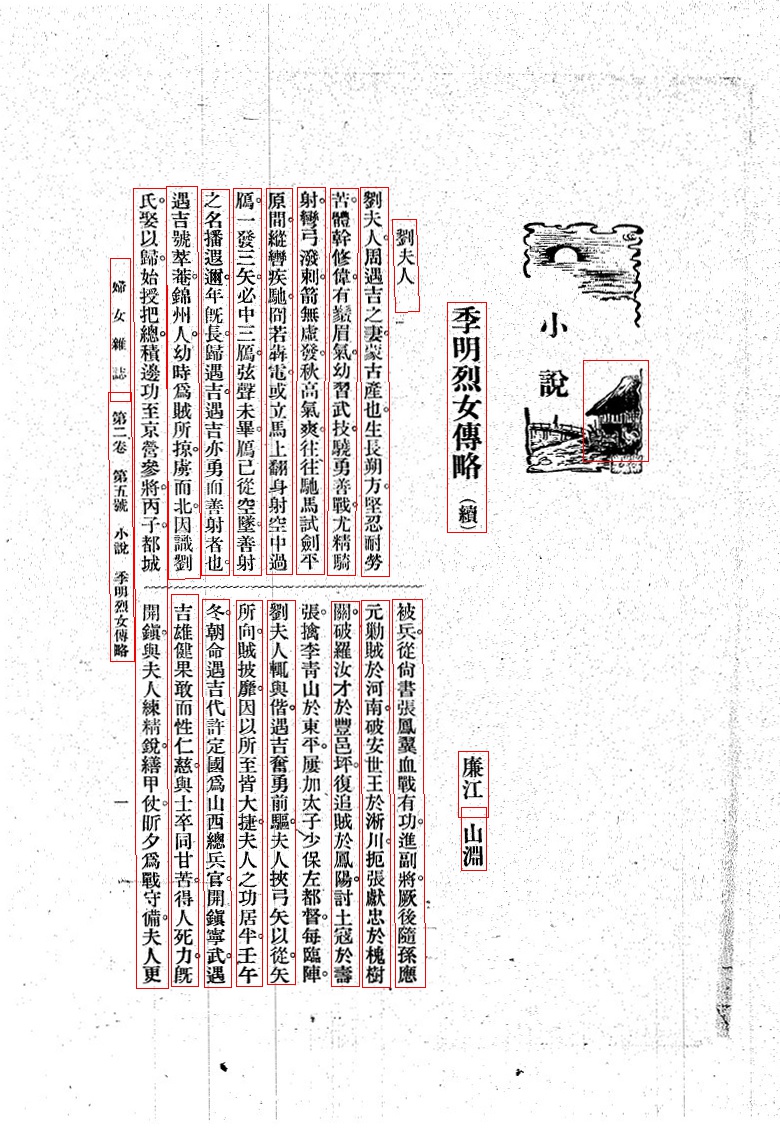 小說
季明烈女傳略（續）
廉江 山淵
劉夫人
劉夫人周遇吉之妻蒙古產也。生長朔方。堅忍耐勞
苦。體幹修偉。有鬚眉氣。幼習武技。驍勇善戰。尤精騎
射。彎弓潑剌。箭無虛發。秋高氣爽。往往馳馬試劍平
原間。縱轡疾馳。閃若犇電。或立馬上。翻身射空中過
鴈。一發三矢。必中三鴈。弦聲未畢。鴈已從空墜。善射
之名播遐邇。年旣長。歸遇吉。遇吉亦勇而善射者也。
遇吉號萃菴。錦州人。幼時爲賊所掠。虜而北。因識劉
氏。娶以歸。始授把總。積邊功至京營參將。丙子。都城
被兵。從尙書張鳳翼血戰有功。進副將。厥後隨孫應
元勦賊於河南。破安世王於淅川。扼張獻忠於槐樹
關。破羅汝才於豐邑坪。復追賊於鳳陽。討土寇於壽
張。擒李靑山於東平。屢加太子少保左都督。每臨陣。
劉夫人輒與偕。遇吉奮勇前驅。夫人挾弓矢以從。矢
所向賊披靡。因以所至皆大捷。夫人之功居半。壬午
冬。朝命遇吉代許定國爲山西總兵官。開鎭寧武。遇
吉雄健果敢。而性仁慈。與士卒同甘苦。得人死力。旣
開鎭。與夫人練精銳。繕甲仗。昕夕爲戰守備。夫人更
婦女雜誌 第二卷 第五號 小說 季明烈女傳略
一